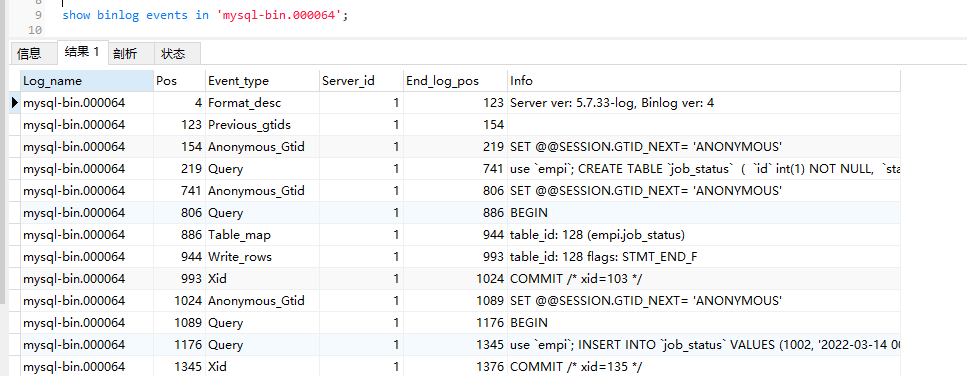 8
9 show binlog events in 'mysql-bin.000064';
10
信息 结果 1 剖析 状态
Log_name Pos Event_type Server_id End_log_pos Info
mysql-bin.000064 4 Format_desc 1 123 Server ver: 5.7.33-log, Binlog ver: 4
mysql-bin.000064 123 Previous_gtids 1 154
mysql-bin.000064 154 Anonymous_Gtid 1 219 SET @@SESSION.GTID_NEXT= 'ANONYMOUS'
mysql-bin.000064 219 Query 1 741 use `empi`; CREATE TABLE `job_status` ( `id` int(1) NOT NULL, `sta
mysql-bin.000064 741 Anonymous_Gtid 1 806 SET @@SESSION.GTID_NEXT= 'ANONYMOUS'
mysql-bin.000064 806 Query 1 886 BEGIN
mysql-bin.000064 886 Table_map 1 944 table_id: 128 (empi.job_status)
mysql-bin.000064 944 Write_rows 1 993 table_id: 128 flags: STMT_END_F
mysql-bin.000064 993 Xid 1 1024 COMMIT /* xid=103 */
mysql-bin.000064 1024 Anonymous_Gtid 1 1089 SET @@SESSION.GTID_NEXT= 'ANONYMOUS'
mysql-bin.000064 1089 Query 1 1176 BEGIN
mysql-bin.000064 1176 Query 1 1345 use `empi`; INSERT INTO `job_status` VALUES (1002, '2022-03-14 00
mysql-bin.000064 1345 Xid 1 1376 COMMIT /* xid=135 */